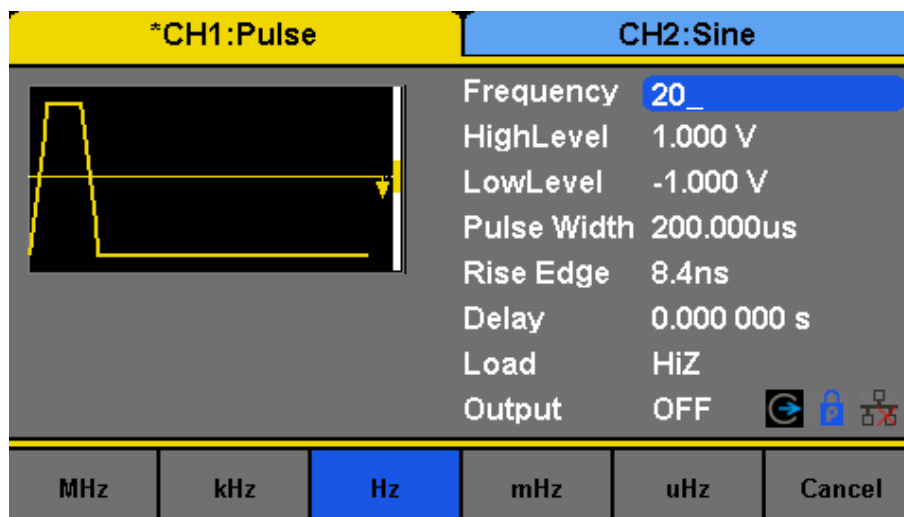 *CH1:Pulse CH2:Sine
Frequency 20_
HighLevel 1.000 V
LowLevel -1.000 V
Pulse Width 200.000us
Rise Edge 8.4ns
Delay 0.000 000 s
Load HiZ
Output OFF P
MHz kHz Hz mHz uHz Cancel